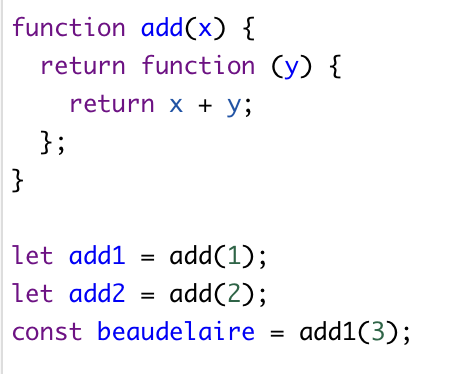 function add(x) {
  return function (y) {
    return x + y;
  };
}

let add1 = add(1);
let add2 = add(2);
const beaudelaire = add1(3);